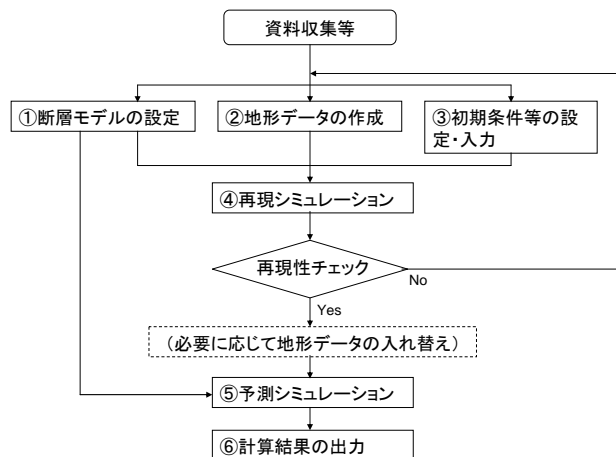 資料収集等
①断層モデルの設定
②地形データの作成
③初期条件等の設
定・入力
④再現シミュレーション
再現性チェック
No
Yes
（必要に応じて地形データの入れ替え）
⑤予測シミュレーション
⑥計算結果の出力